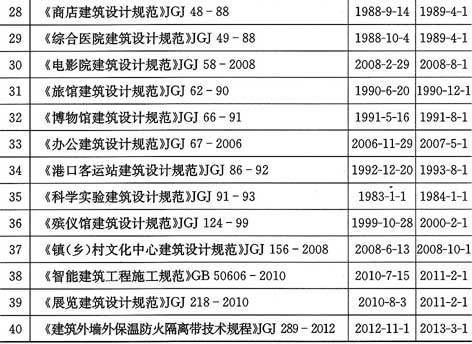 28 《商店建筑设计规范》JGJ 48-88 1988-9-14 1989-4-1
29 《综合医院建筑设计规范》JGJ 49-88 1988-10-4 1989-4-1
30 《电影院建筑设计规范》JGJ 58-2008 2008-2-29 2008-8-1
31 《旅馆建筑设计规范》JGJ 62-90 1990-6-20 1990-12-1
32 《博物馆建筑设计规范》JGJ 66-91 1991-5-16 1991-8-1
33 《办公建筑设计规范》JGJ 67-2006 2006-11-29 2007-5-1
34 《港口客运站建筑设计规范》JGJ 86-92 1992-12-20 1993-8-1
35 《科学实验建筑设计规范》JGJ 91-93 1983-1-1 1984-1-1
36 《殡仪馆建筑设计规范》JGJ 124-99 1999-10-28 2000-2-1
37 《镇(乡)村文化中心建筑设计规范》JGJ 156-2008 2008-6-13 2008-10-1
38 《智能建筑工程施工规范》GB 50606-2010 2010-7-15 2011-2-1
39 《展览建筑设计规范》JGJ 218-2010 2010-8-3 2011-2-1
40 《建筑外墙外保温防火隔离带技术规程》JGJ 289-2012 2012-11-1 2013-3-1